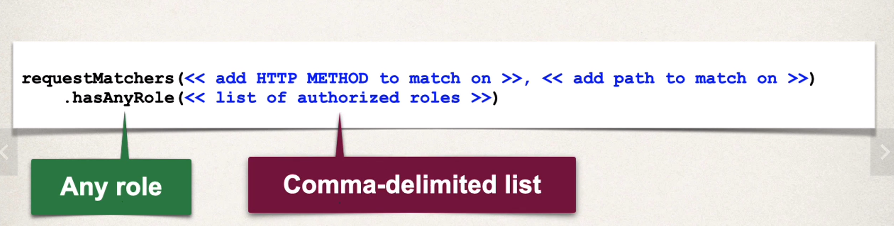 requestMatchers(<< add HTTP METHOD to match on >>, << add path to match on >>)
.hasAnyRole(<< list of authorized roles >>)
Any role
Comma-delimited list